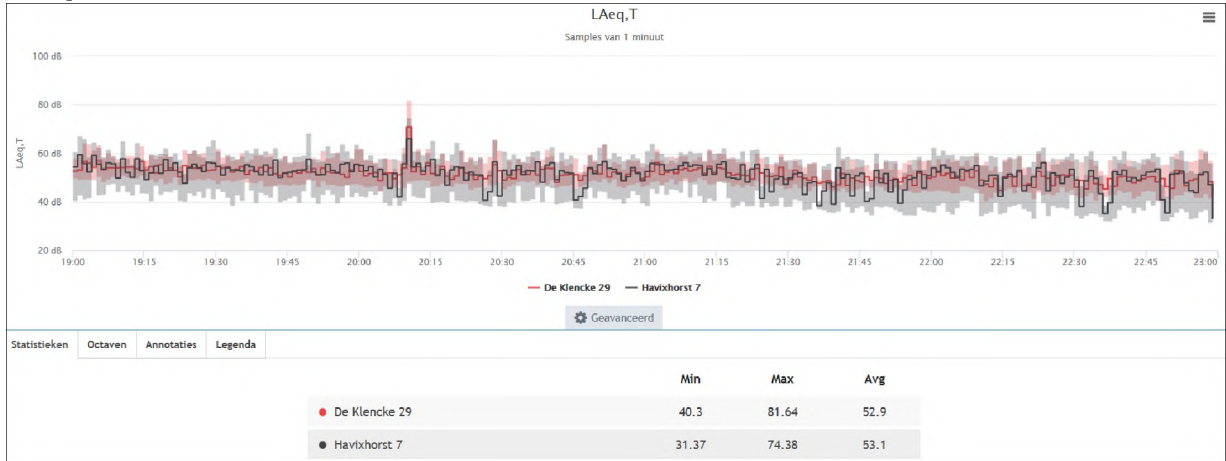 LAeq,T
Samples van 1 minuut
100 dB
80 dB
60 dB
40 dB
20 dB
LAeq,T
19:00 19:15 19:30 19:45 20:00 20:15 20:30 20:45 21:00 21:15 21:30 21:45 22:00 22:15 22:30 22:45 23:00
De Klencke 29 Havixhorst 7
Geavanceerd
Statistieken Octaven Annotaties Legenda
Min Max Avg
De Klencke 29 40.3 81.64 52.9
Havixhorst 7 31.37 74.38 53.1